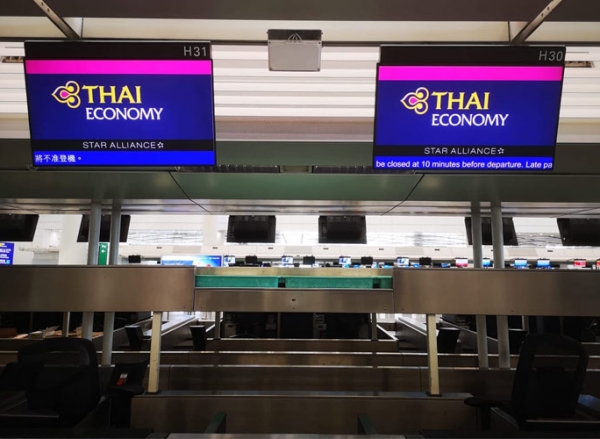 H31
THAI
ECONOMY
STAR ALLIANCE
將不准登機。
H30
THAI
ECONOMY
STAR ALLIANCE
be closed at 10 minutes before departure. Late pa